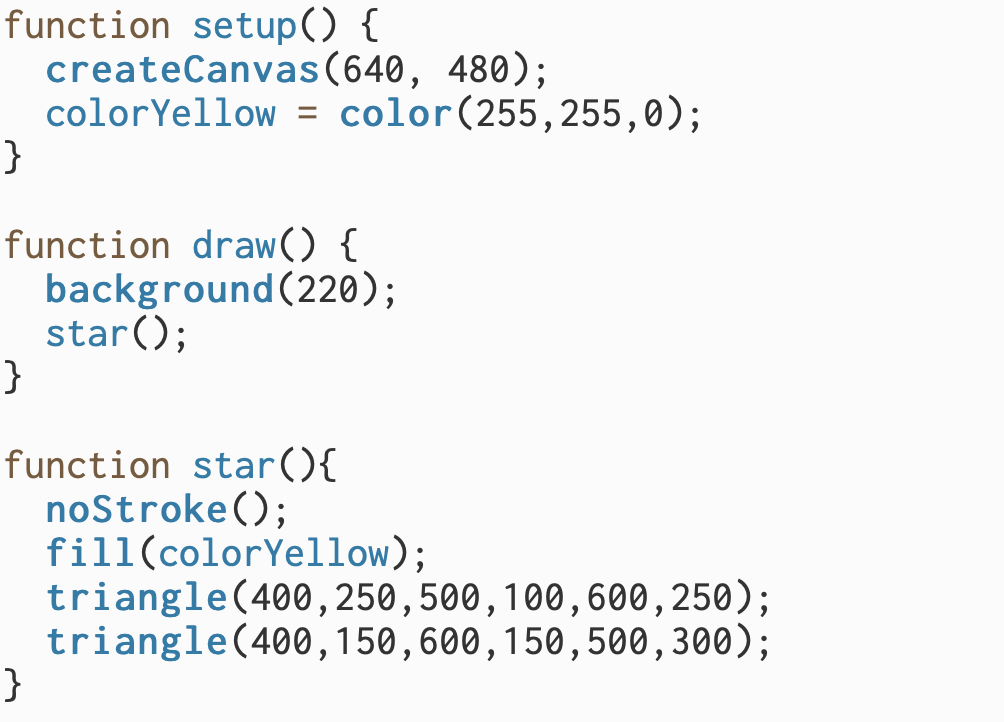 function setup() {
  createCanvas(640, 480);
  colorYellow = color(255,255,0);
}

function draw() {
  background(220);
  star();
}

function star(){
  noStroke();
  fill(colorYellow);
  triangle(400,250,500,100,600,250);
  triangle(400,150,600,150,500,300);
}